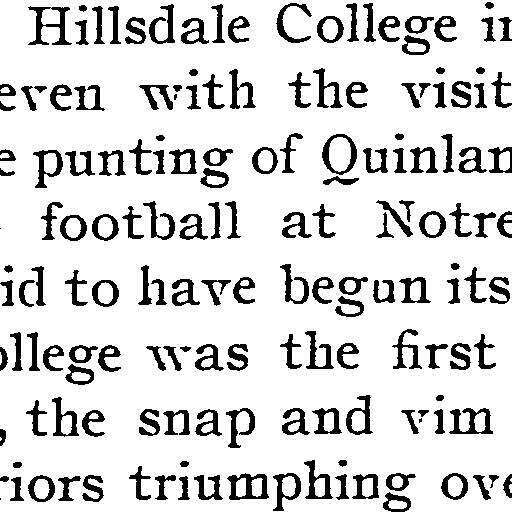 Hillsdale College in
even with the visit
e punting of Quinlan
football at Notre
id to have begun its
ollege was the first
, the snap and vim
riors triumphing ove